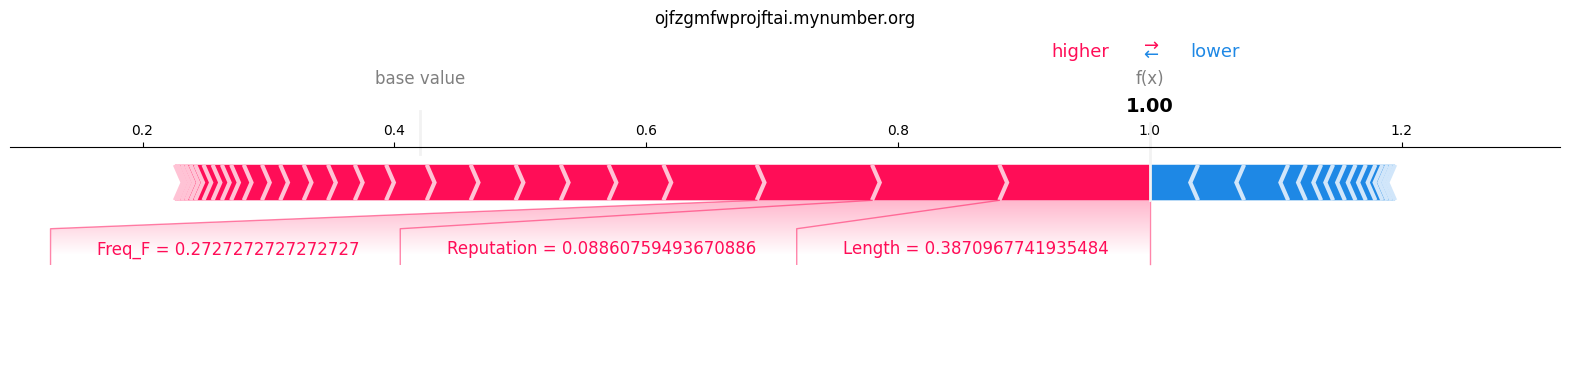 ojfzgmfwprojftai.mynumber.org
higher → ← lower
base value f(x)
1.00
0.2 0.4 0.6 0.8 1.0 1.2
Freq_F = 0.2727272727272727 Reputation = 0.08860759493670886 Length = 0.3870967741935484